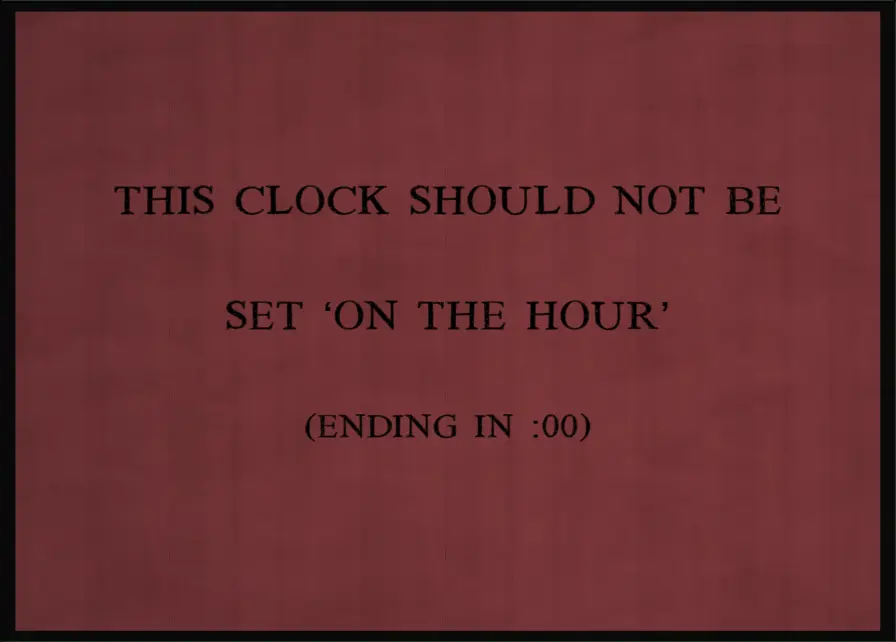 THIS CLOCK SHOULD NOT BE
SET ‘ON THE HOUR’
(ENDING IN :00)